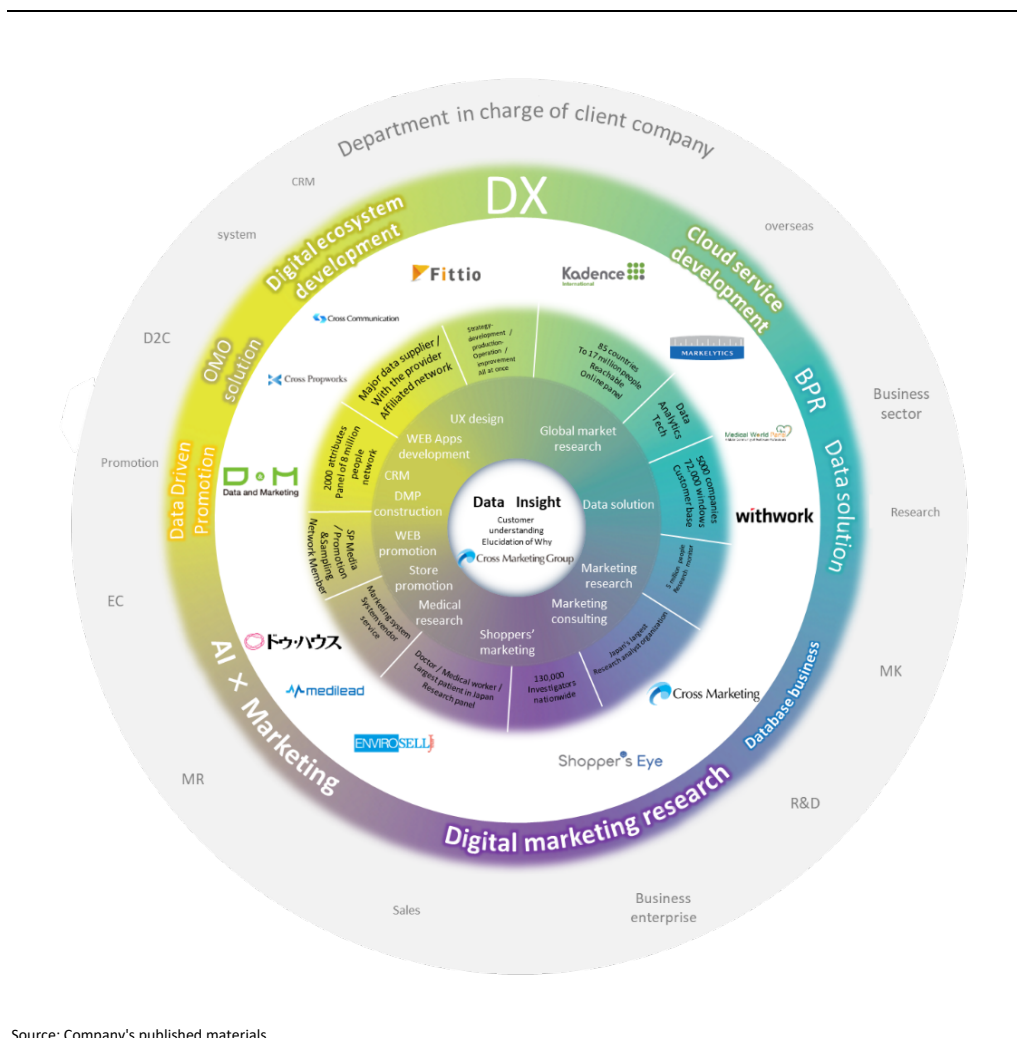 Department in charge of client company
CRM
system
D2C
Promotion
EC
MR
Sales
Business
enterprise
R&D
MK
Research
Business
sector
overseas
DX
Cloud service
development
BPR
Data solution
Database business
Digital marketing research
AI × Marketing
Data Driven
Promotion
OMO
solution
Digital ecosystem
development
Fittio
Kadence
International
MARKELYTICS
Medical World Panel
withwork
Cross Marketing
Shopper's Eye
ENVIROSELL J
medilead
ドゥ・ハウス
D&M
Data and Marketing
Cross Propworks
Cross Communication
Strategy-
development /
production-
Operation /
improvement
All at once
85 countries
To 17 million people
Reachable
Online panel
Data
Analytics
Tech
5000 companies
72,000 windows
Customer base
5 million people
Research monitor
Japan's largest
Research analyst organization
130,000
Investigators
nationwide
Doctor / Medical worker /
Largest patient in Japan
Research panel
Marketing system
System vendor
service
SP Media
/ Promotion
&Sampling
Network Member
2000 attributes
Panel of 8 million
people
network
Major data supplier /
With the provider
Affiliated network
UX design
WEB Apps
development
CRM
DMP
construction
WEB
promotion
Store
promotion
Medical
research
Shoppers'
marketing
Marketing
consulting
Marketing
research
Data solution
Global market
research
Data Insight
Customer
understanding
Elucidation of Why
Cross Marketing Group
Source: Company's published materials